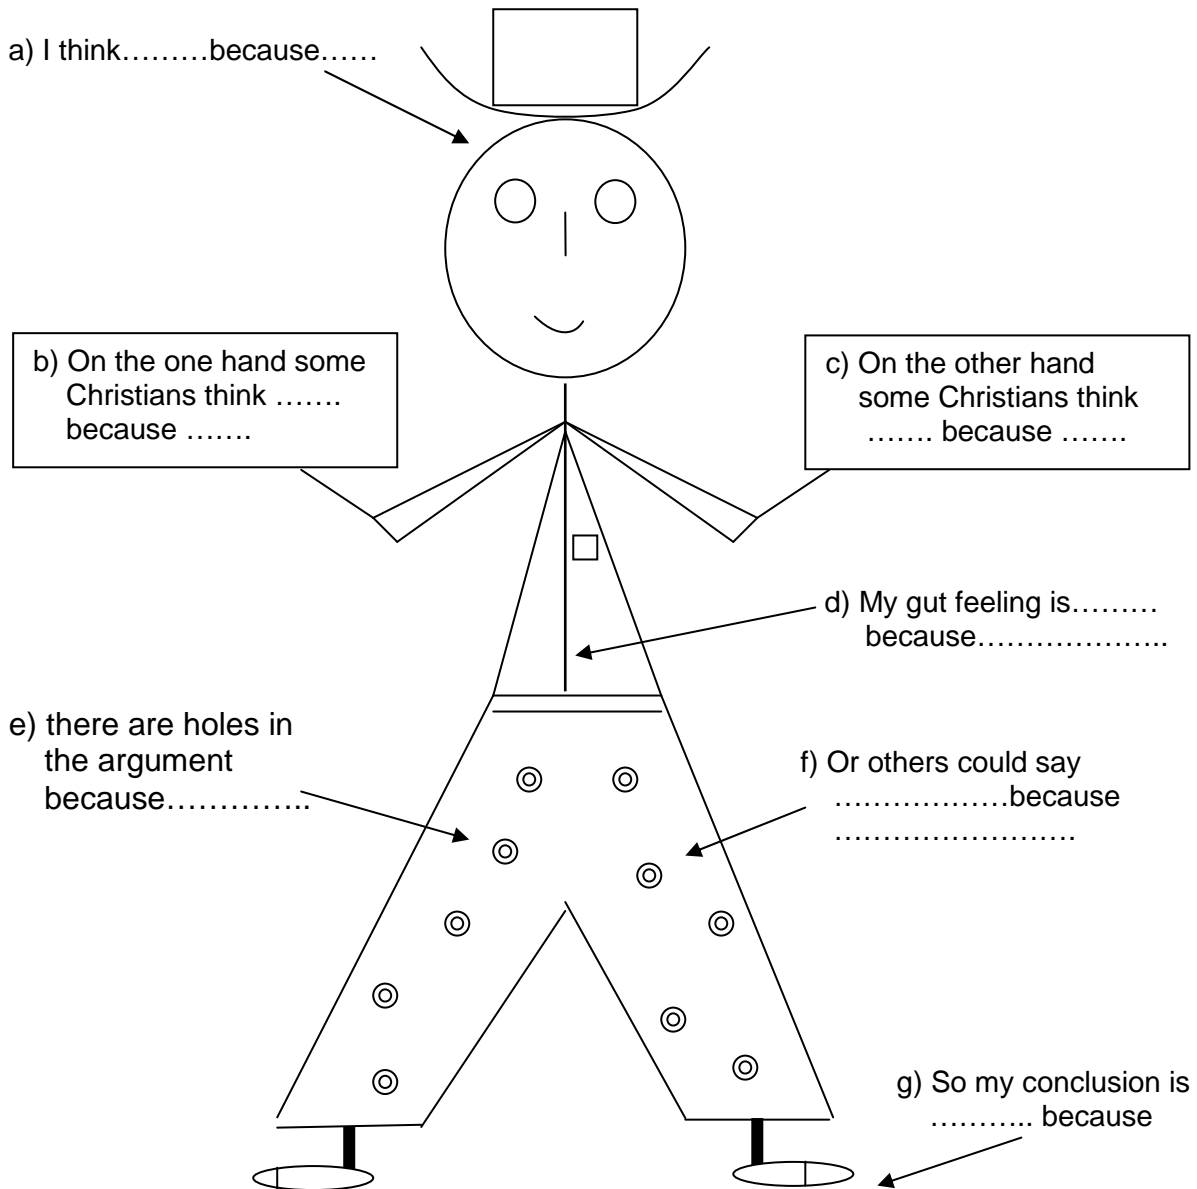 a) I think………because……
b) On the one hand some
Christians think …….
because …….
c) On the other hand
some Christians think
……. because …….
d) My gut feeling is………
because………………..
e) there are holes in
the argument
because…………..
f) Or others could say
………………because
……………………
g) So my conclusion is
……….. because